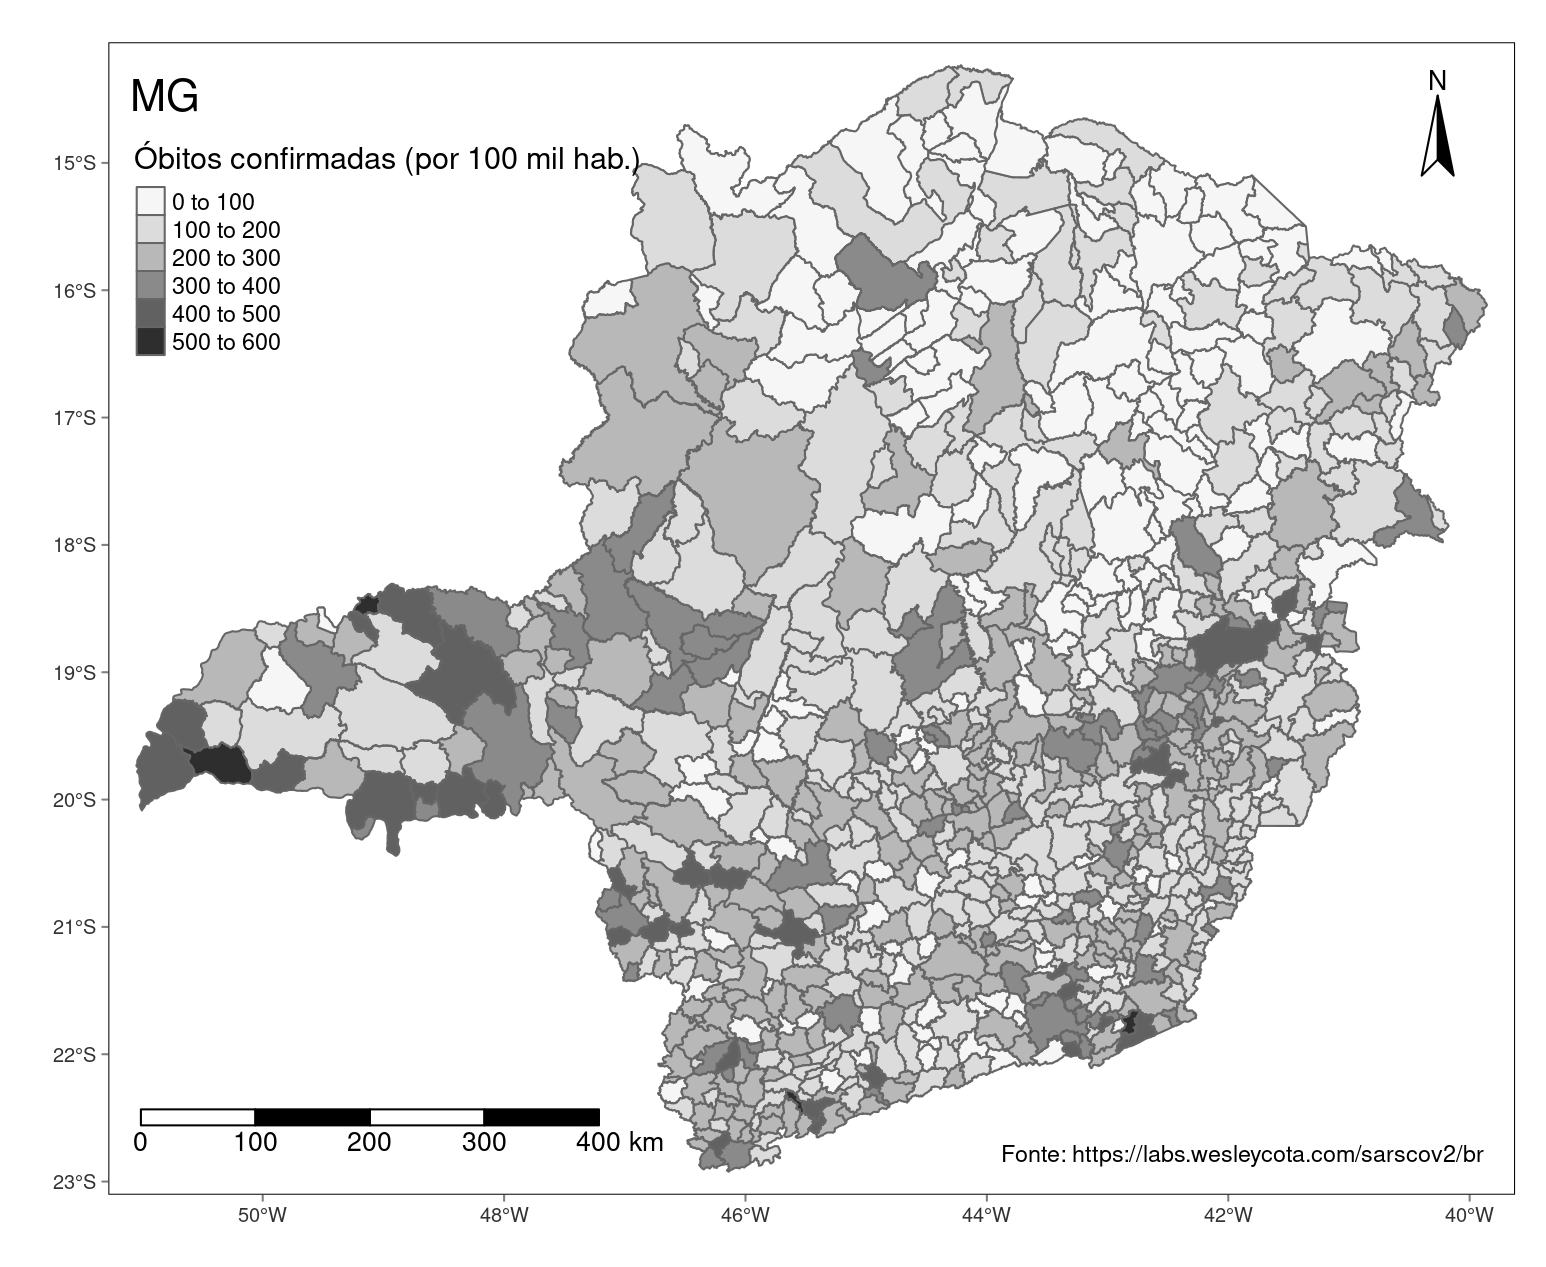 MG
N
Óbitos confirmadas (por 100 mil hab.)
0 to 100
100 to 200
200 to 300
300 to 400
400 to 500
500 to 600
15°S
16°S
17°S
18°S
19°S
20°S
21°S
22°S
23°S
0 100 200 300 400 km
Fonte: https://labs.wesleycota.com/sarscov2/br
50°W 48°W 46°W 44°W 42°W 40°W